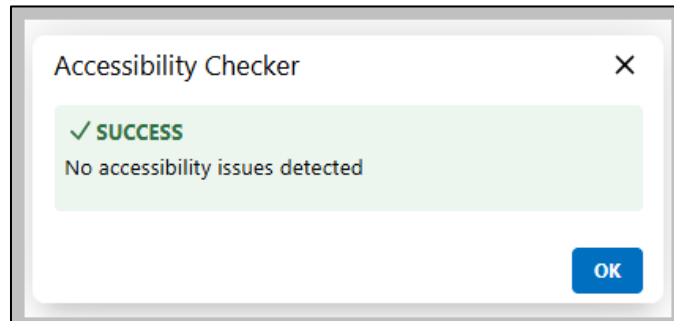 Accessibility Checker
SUCCESS
No accessibility issues detected
OK